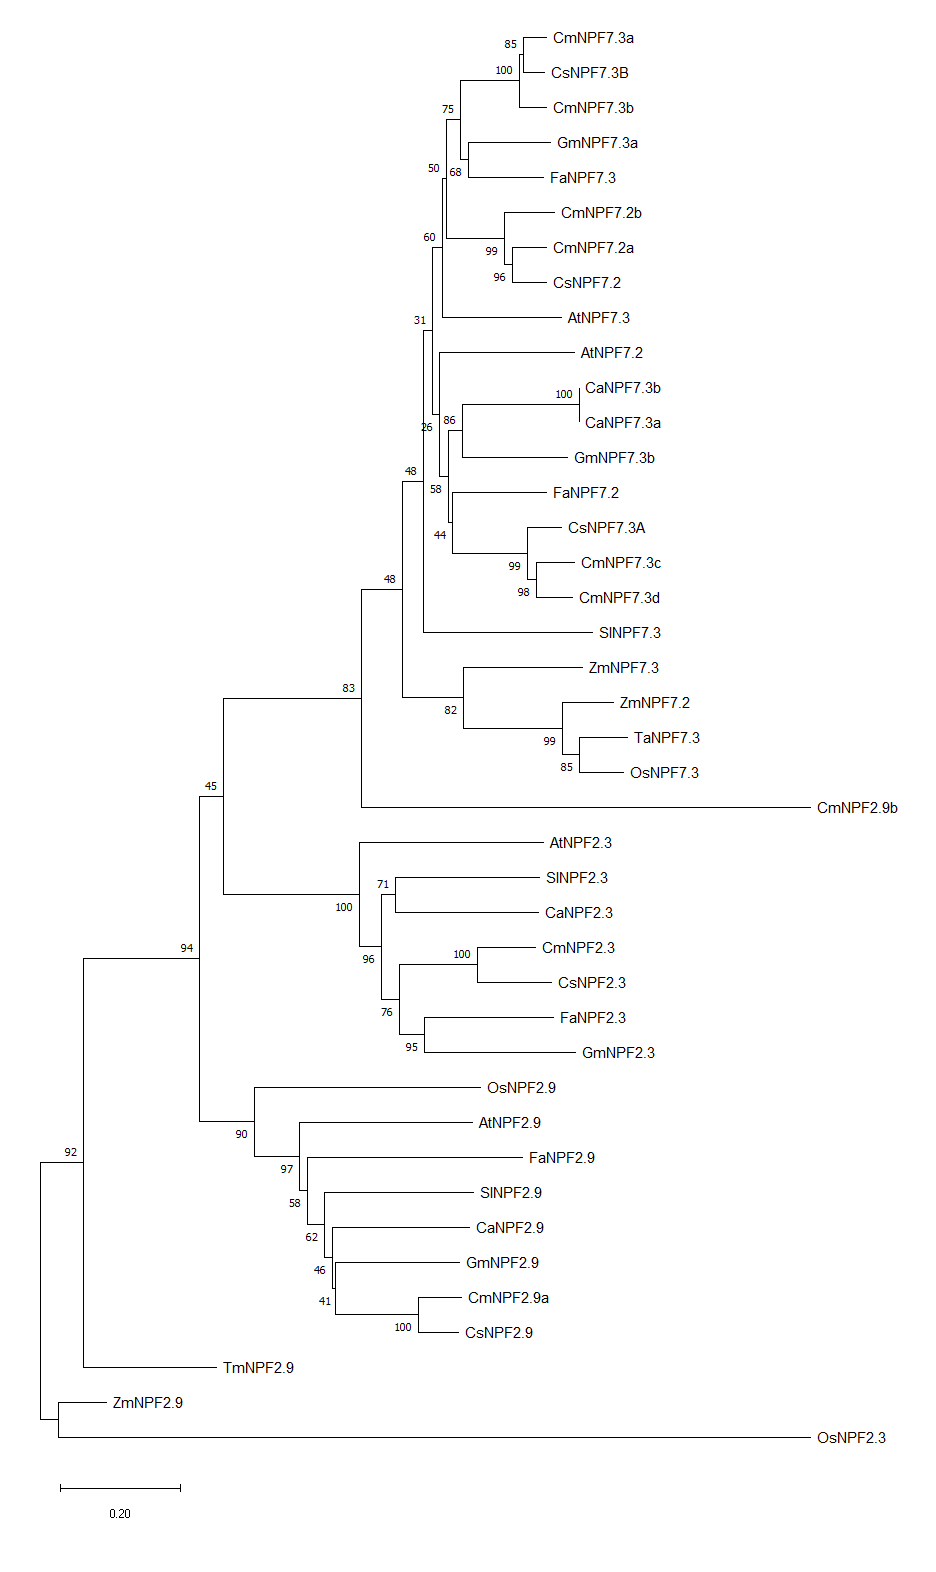 CmNPF7.3a
85
CsNPF7.3B
100
CmNPF7.3b
75
GmNPF7.3a
50
68
FaNPF7.3
CmNPF7.2b
60
CmNPF7.2a
99
96
CsNPF7.2
AtNPF7.3
31
AtNPF7.2
CaNPF7.3b
100
CaNPF7.3a
86
26
GmNPF7.3b
48
58
FaNPF7.2
CsNPF7.3A
44
CmNPF7.3c
99
48
98
CmNPF7.3d
SlNPF7.3
ZmNPF7.3
83
ZmNPF7.2
82
TaNPF7.3
99
85
OsNPF7.3
45
CmNPF2.9b
AtNPF2.3
SlNPF2.3
71
100
CaNPF2.3
94
CmNPF2.3
100
96
CsNPF2.3
76
FaNPF2.3
95
GmNPF2.3
OsNPF2.9
AtNPF2.9
90
92
FaNPF2.9
97
SlNPF2.9
58
CaNPF2.9
62
GmNPF2.9
46
41
CmNPF2.9a
100
CsNPF2.9
TmNPF2.9
ZmNPF2.9
OsNPF2.3
0.20